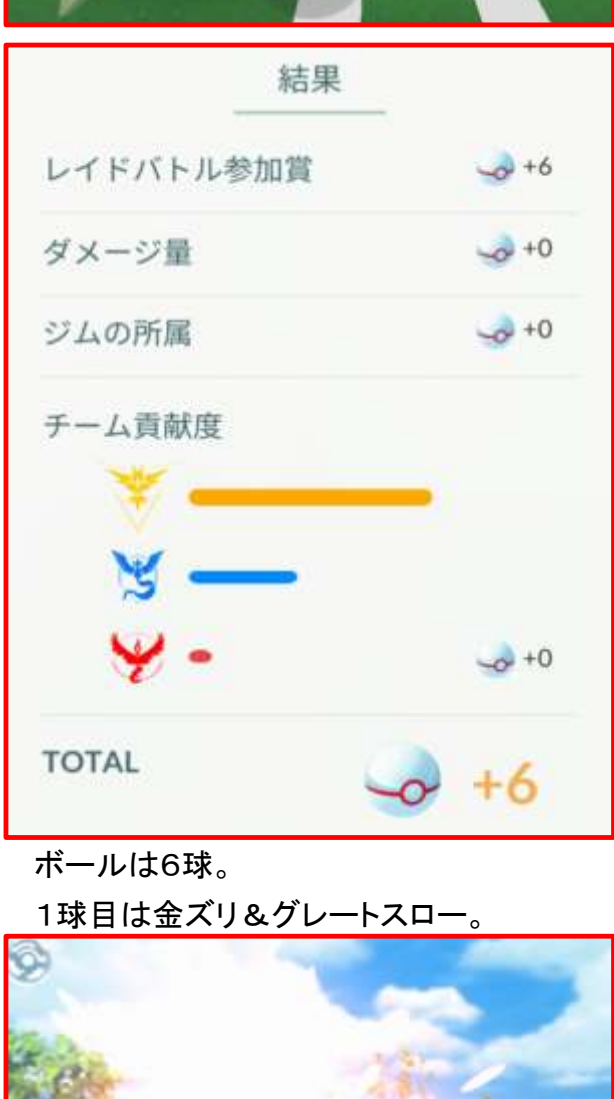 結果
レイドバトル参加賞 +6
ダメージ量 +0
ジムの所属 +0
チーム貢献度
+0
TOTAL +6
ボールは6球。
1球目は金ズリ&グレートスロー。